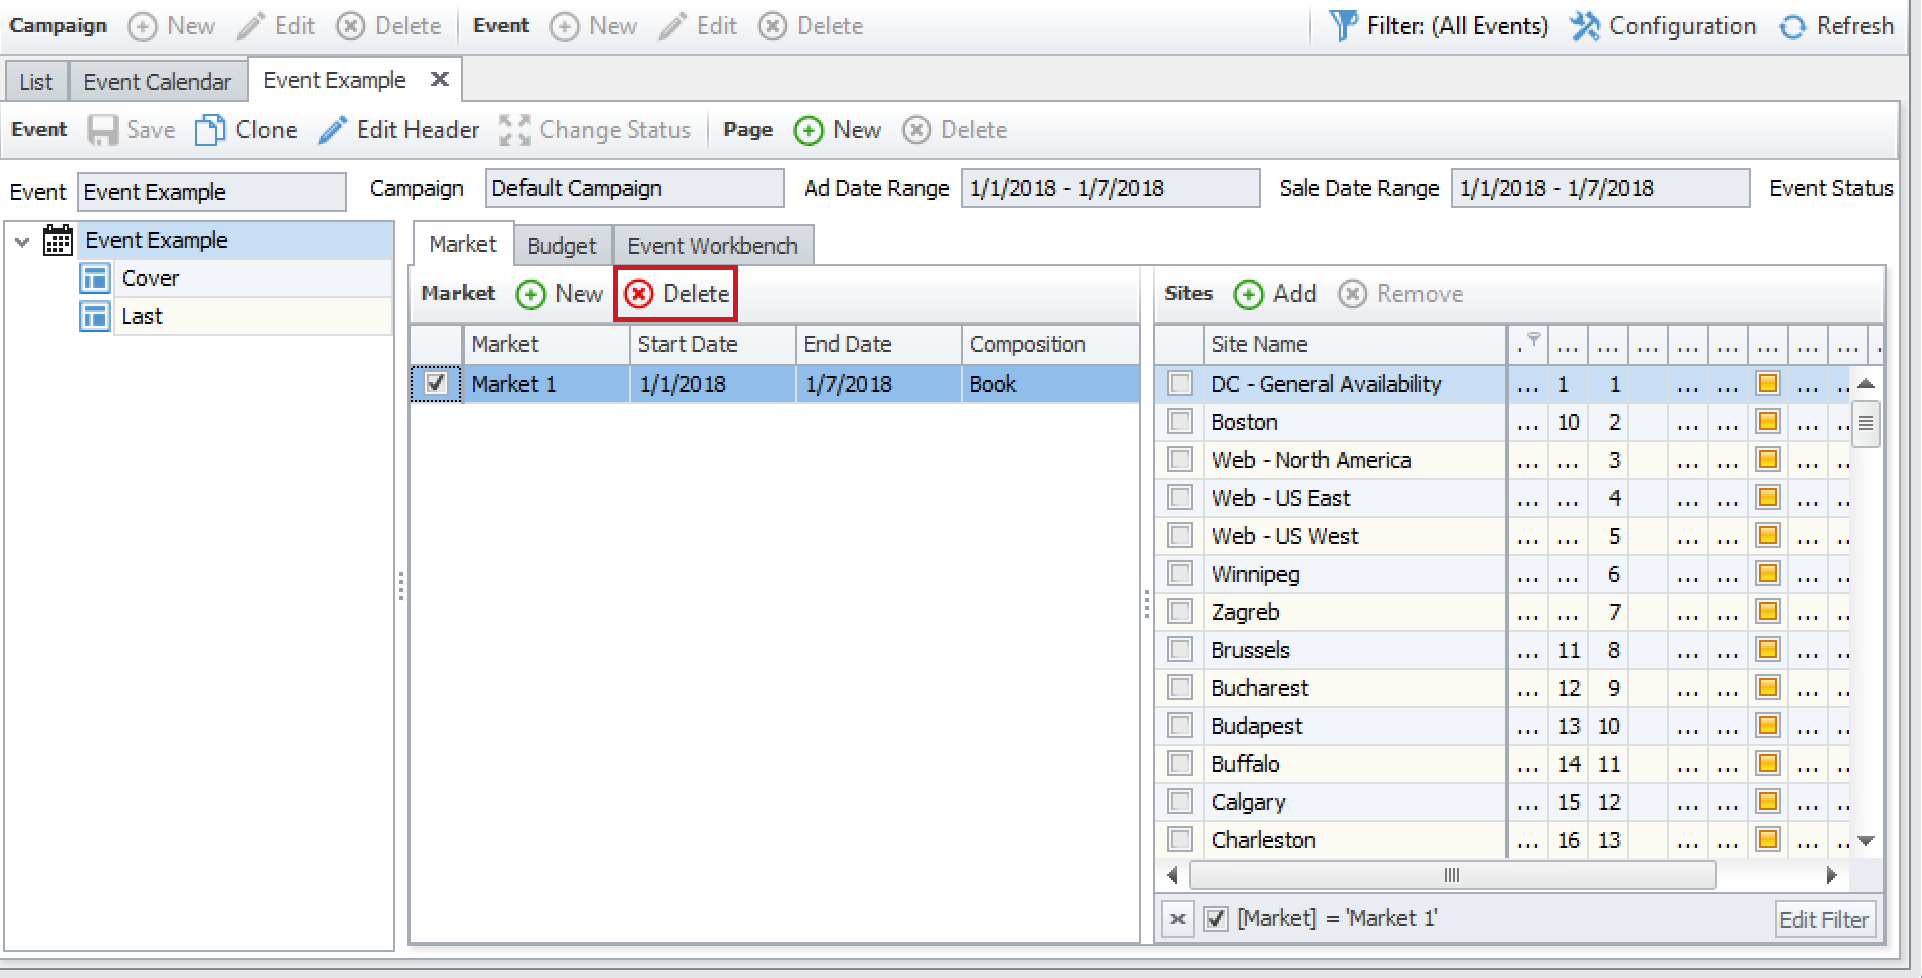 Campaign New Edit Delete Event New Edit Delete Filter: (All Events) Configuration Refresh
List Event Calendar Event Example
Event Save Clone Edit Header Change Status Page New Delete
Event Event Example Campaign Default Campaign Ad Date Range 1/1/2018 - 1/7/2018 Sale Date Range 1/1/2018 - 1/7/2018 Event Status
Event Example
Cover
Last
Market Budget Event Workbench
Market New Delete
Market Start Date End Date Composition
Market 1 1/1/2018 1/7/2018 Book
Sites Add Remove
Site Name . ... ... ... ... ... ... ... ... .
DC - General Availability ... 1 1 ... ... ... ..
Boston ... 10 2 ... ... ... ..
Web - North America ... ... 3 ... ... ... ..
Web - US East ... ... 4 ... ... ... ..
Web - US West ... ... 5 ... ... ... ..
Winnipeg ... ... 6 ... ... ... ..
Zagreb ... ... 7 ... ... ... ..
Brussels ... 11 8 ... ... ... ..
Bucharest ... 12 9 ... ... ... ..
Budapest ... 13 10 ... ... ... ..
Buffalo ... 14 11 ... ... ... ..
Calgary ... 15 12 ... ... ... ..
Charleston ... 16 13 ... ... ... ..
[Market] = 'Market 1' Edit Filter